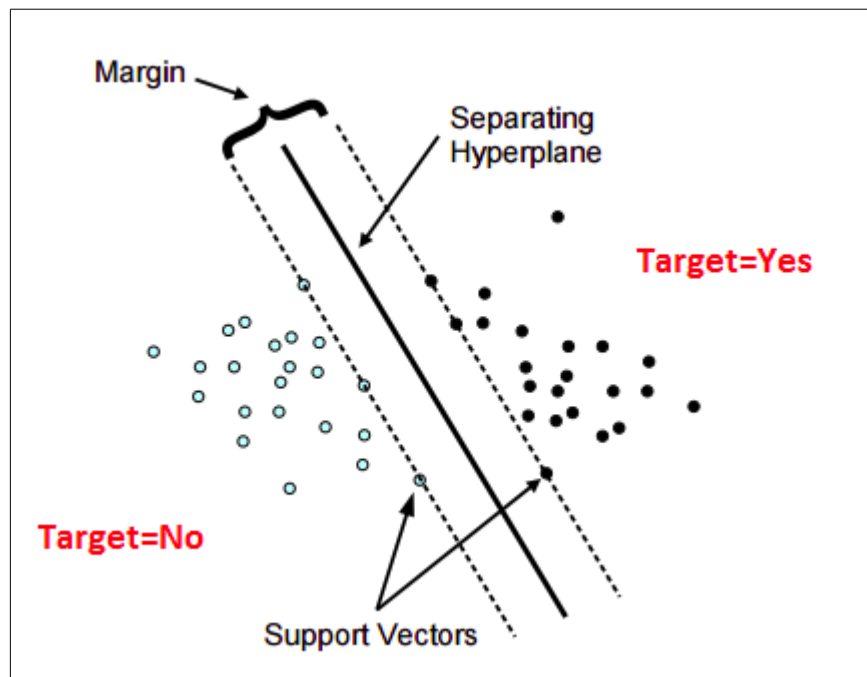 Margin
Separating
Hyperplane
Target=Yes
Target=No
Support Vectors